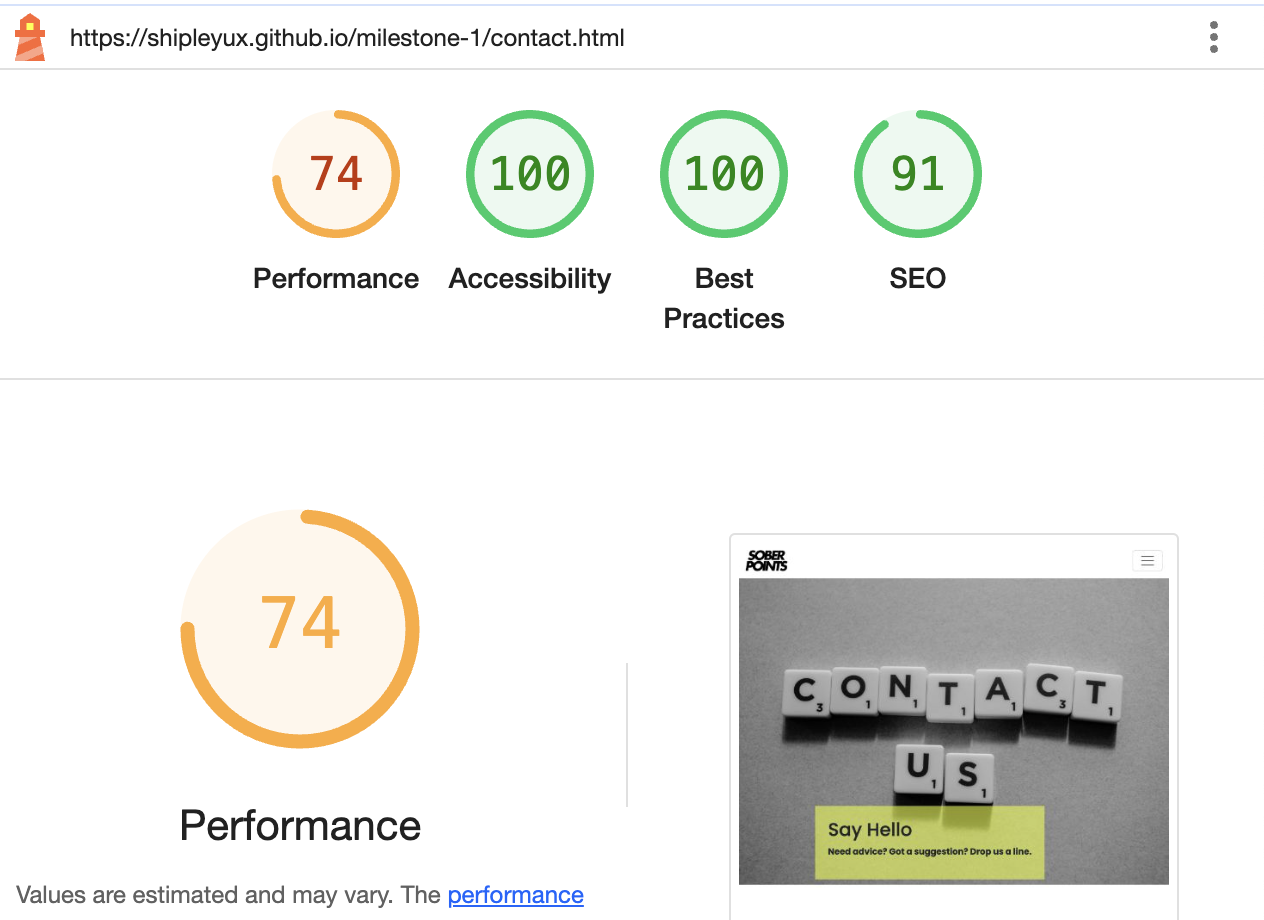 https://shipleyux.github.io/milestone-1/contact.html
74 100 100 91
Performance Accessibility Best Practices SEO
74
Performance
Values are estimated and may vary. The performance
SOBER
POINTS
C3 O1 N1 T1 A1 C3 T1
U1 S1
Say Hello
Need advice? Got a suggestion? Drop us a line.